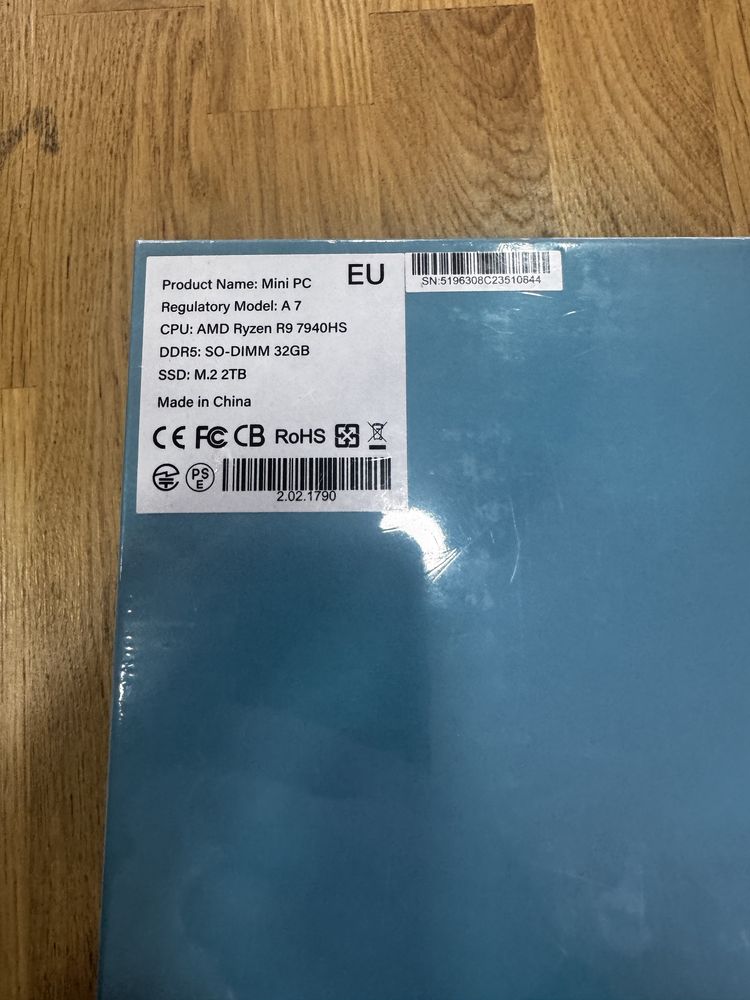 Product Name: Mini PC EU
Regulatory Model: A 7
CPU: AMD Ryzen R9 7940HS
DDR5: SO-DIMM 32GB
SSD: M.2 2TB
Made in China
CE FC CB RoHS
PS
E
2.02.1790
SN:5196308C23510844